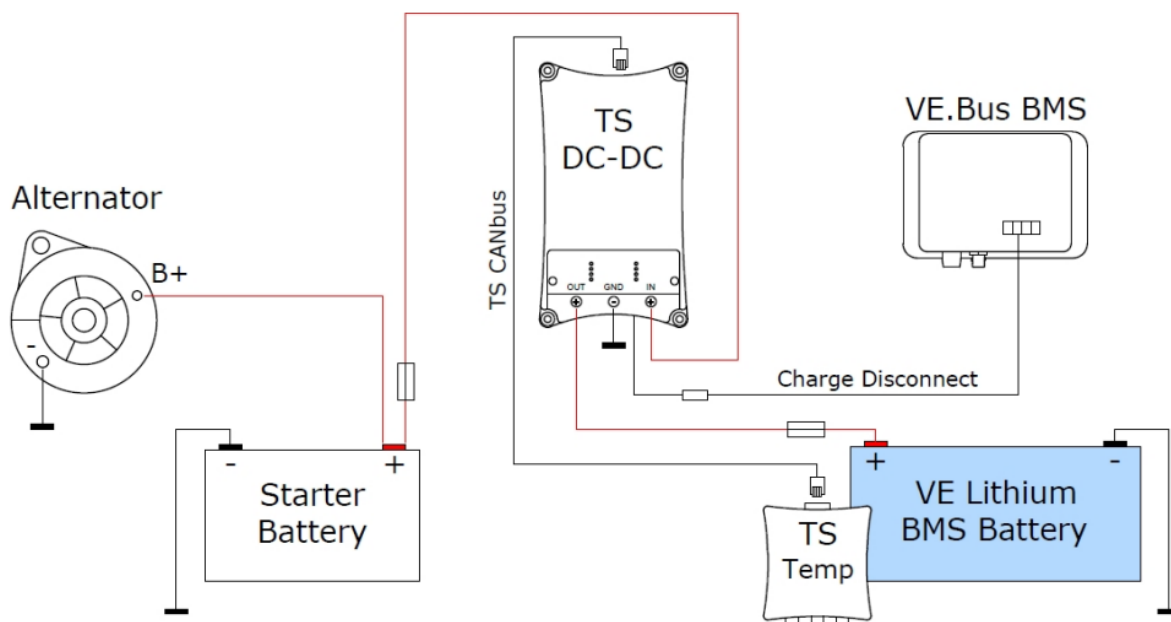 TS
DC-DC
VE.Bus BMS
Alternator
B+
-
TS CANbus
OUT
GND
IN
+
-
+
Charge Disconnect
-
+
Starter
Battery
+
-
VE Lithium
BMS Battery
TS
Temp